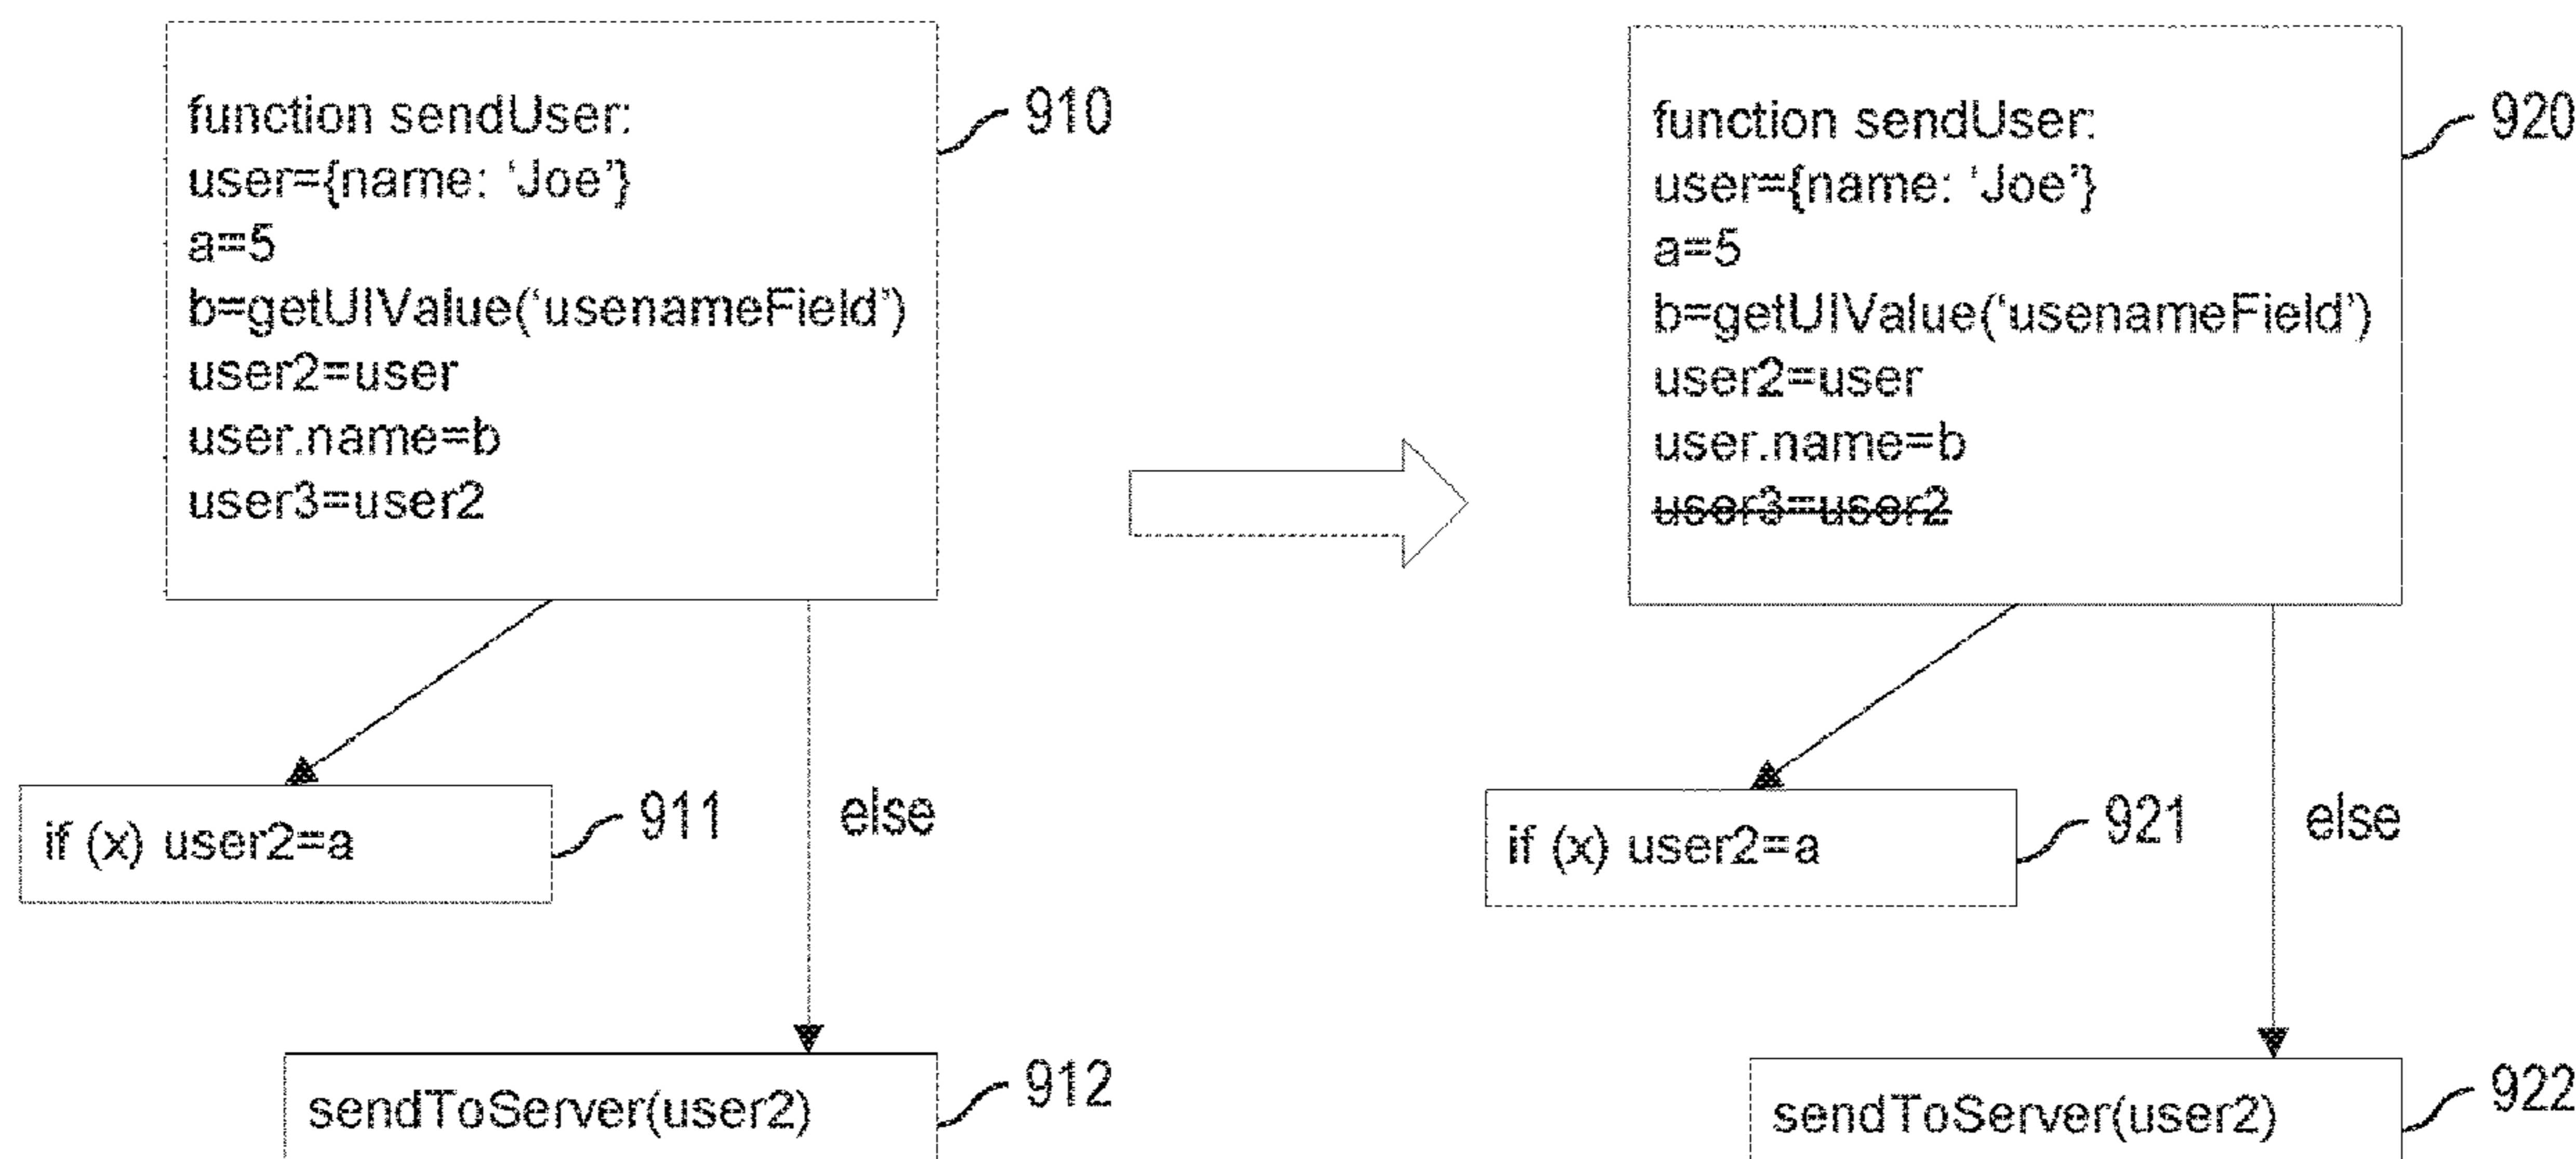 function sendUser:
user={name: 'Joe'}
a=5
b=getUIValue('usenameField')
user2=user
user.name=b
user3=user2
910
if (x) user2=a
911
else
sendToServer(user2)
912
function sendUser:
user={name: 'Joe'}
a=5
b=getUIValue('usenameField')
user2=user
user.name=b
user3=user2
920
if (x) user2=a
921
else
sendToServer(user2)
922